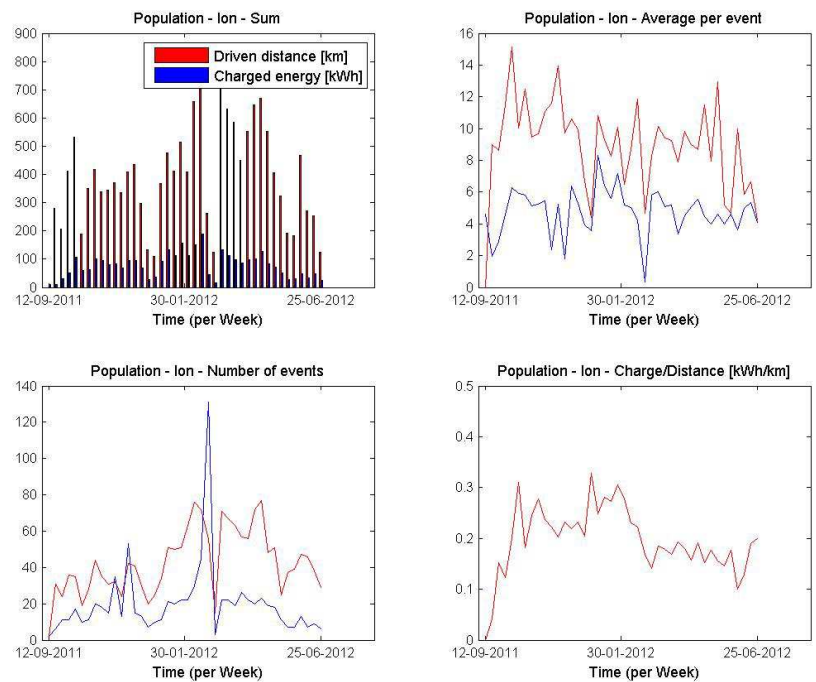 Population - Ion - Sum
900
800
700
600
500
400
300
200
100
0
Driven distance [km]
Charged energy [kWh]
12-09-2011 30-01-2012 25-06-2012
Time (per Week)
Population - Ion - Average per event
16
14
12
10
8
6
4
2
0
12-09-2011 30-01-2012 25-06-2012
Time (per Week)
Population - Ion - Number of events
140
120
100
80
60
40
20
0
12-09-2011 30-01-2012 25-06-2012
Time (per Week)
Population - Ion - Charge/Distance [kWh/km]
0.5
0.4
0.3
0.2
0.1
0
12-09-2011 30-01-2012 25-06-2012
Time (per Week)